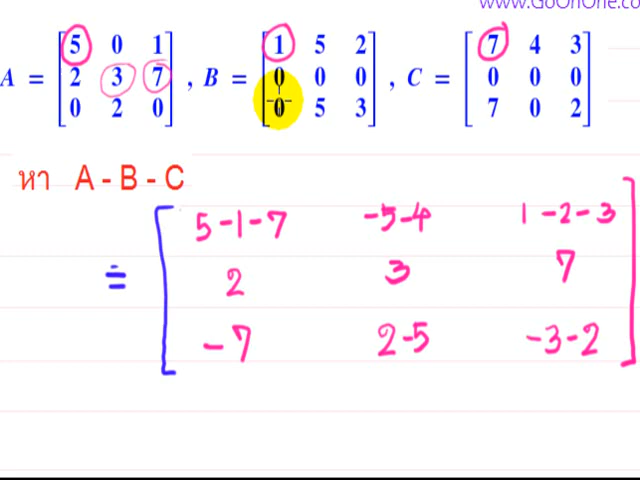 www.GoOnOne.co
A = [5 0 1; 2 3 7; 0 2 0] , B = [1 5 2; 0 0 0; 0 5 3] , C = [7 4 3; 0 0 0; 7 0 2]
หา A - B - C
= [5-1-7 -5-4 1-2-3
2 3 7
-7 2-5 -3-2]